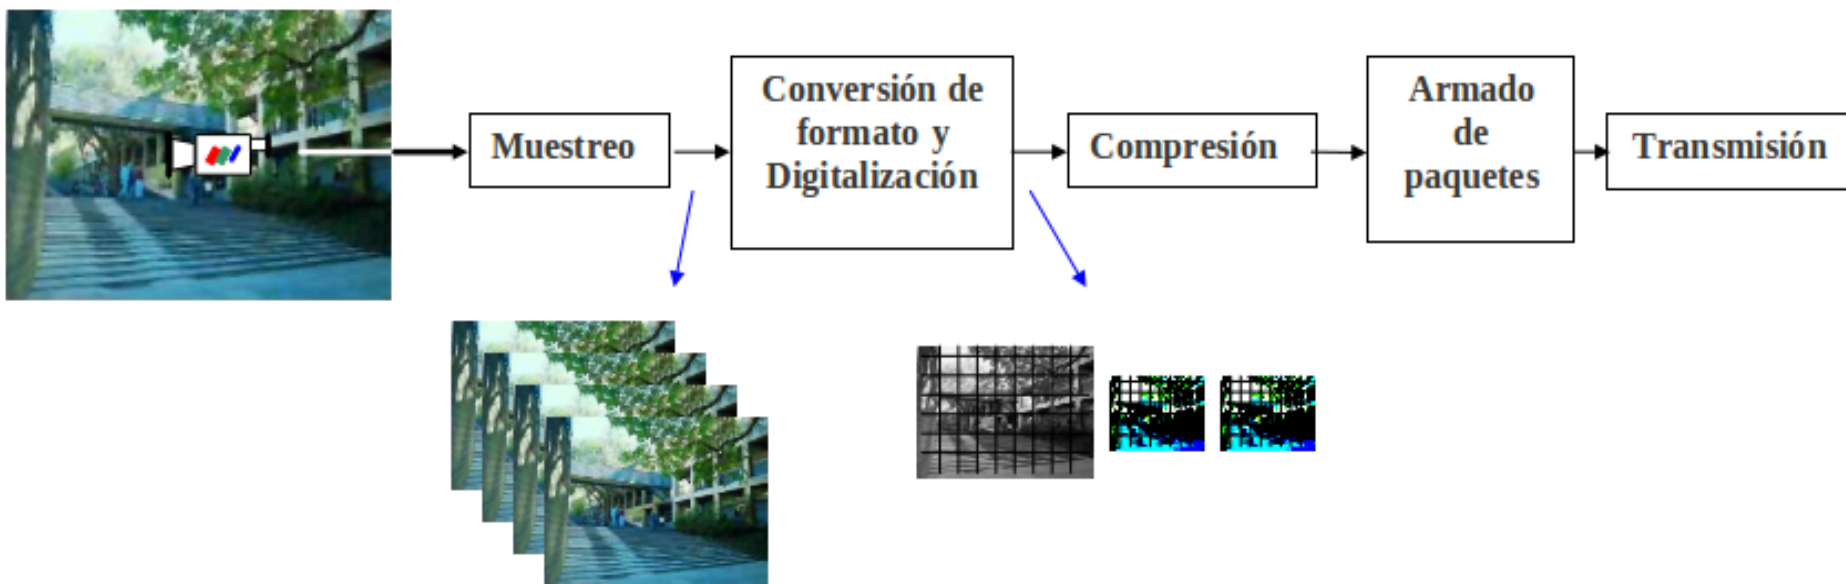 Muestreo
Conversión de
formato y
Digitalización
Compresión
Armado
de
paquetes
Transmisión